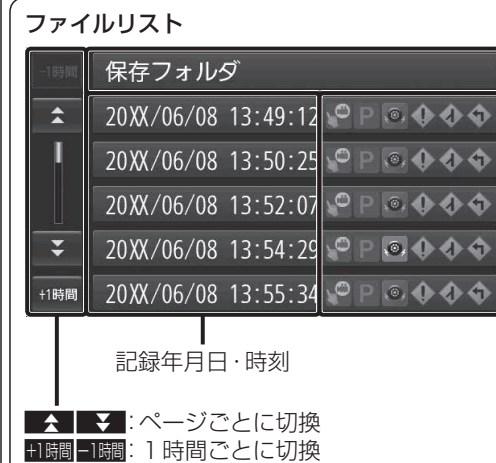 ファイルリスト
-1時間
保存フォルダ
20XX/06/08 13:49:12 P
20XX/06/08 13:50:25 P
20XX/06/08 13:52:07 P
20XX/06/08 13:54:29 P
+1時間
20XX/06/08 13:55:34 P
記録年月日・時刻
：ページごとに切換
+1時間 -1時間：1時間ごとに切換